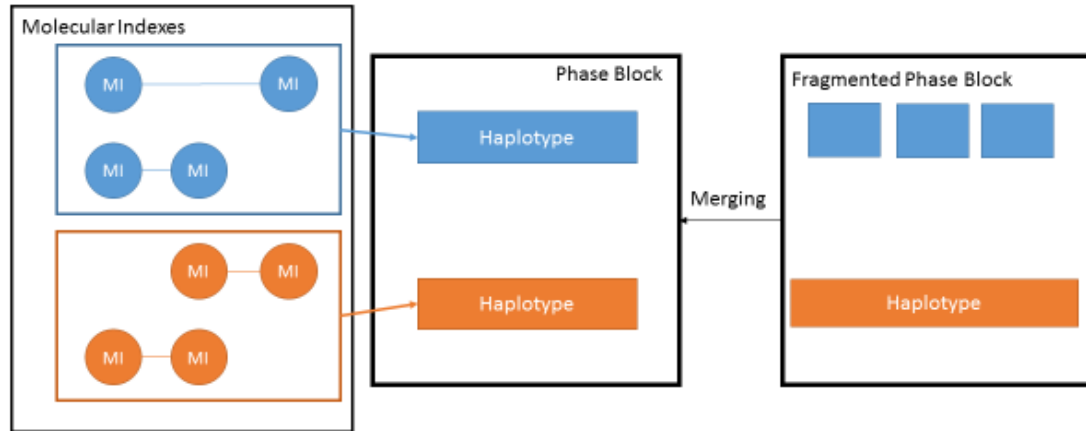 Molecular Indexes
MI MI
MI MI
MI MI
MI MI
Phase Block
Haplotype
Haplotype
Merging
Fragmented Phase Block
Haplotype